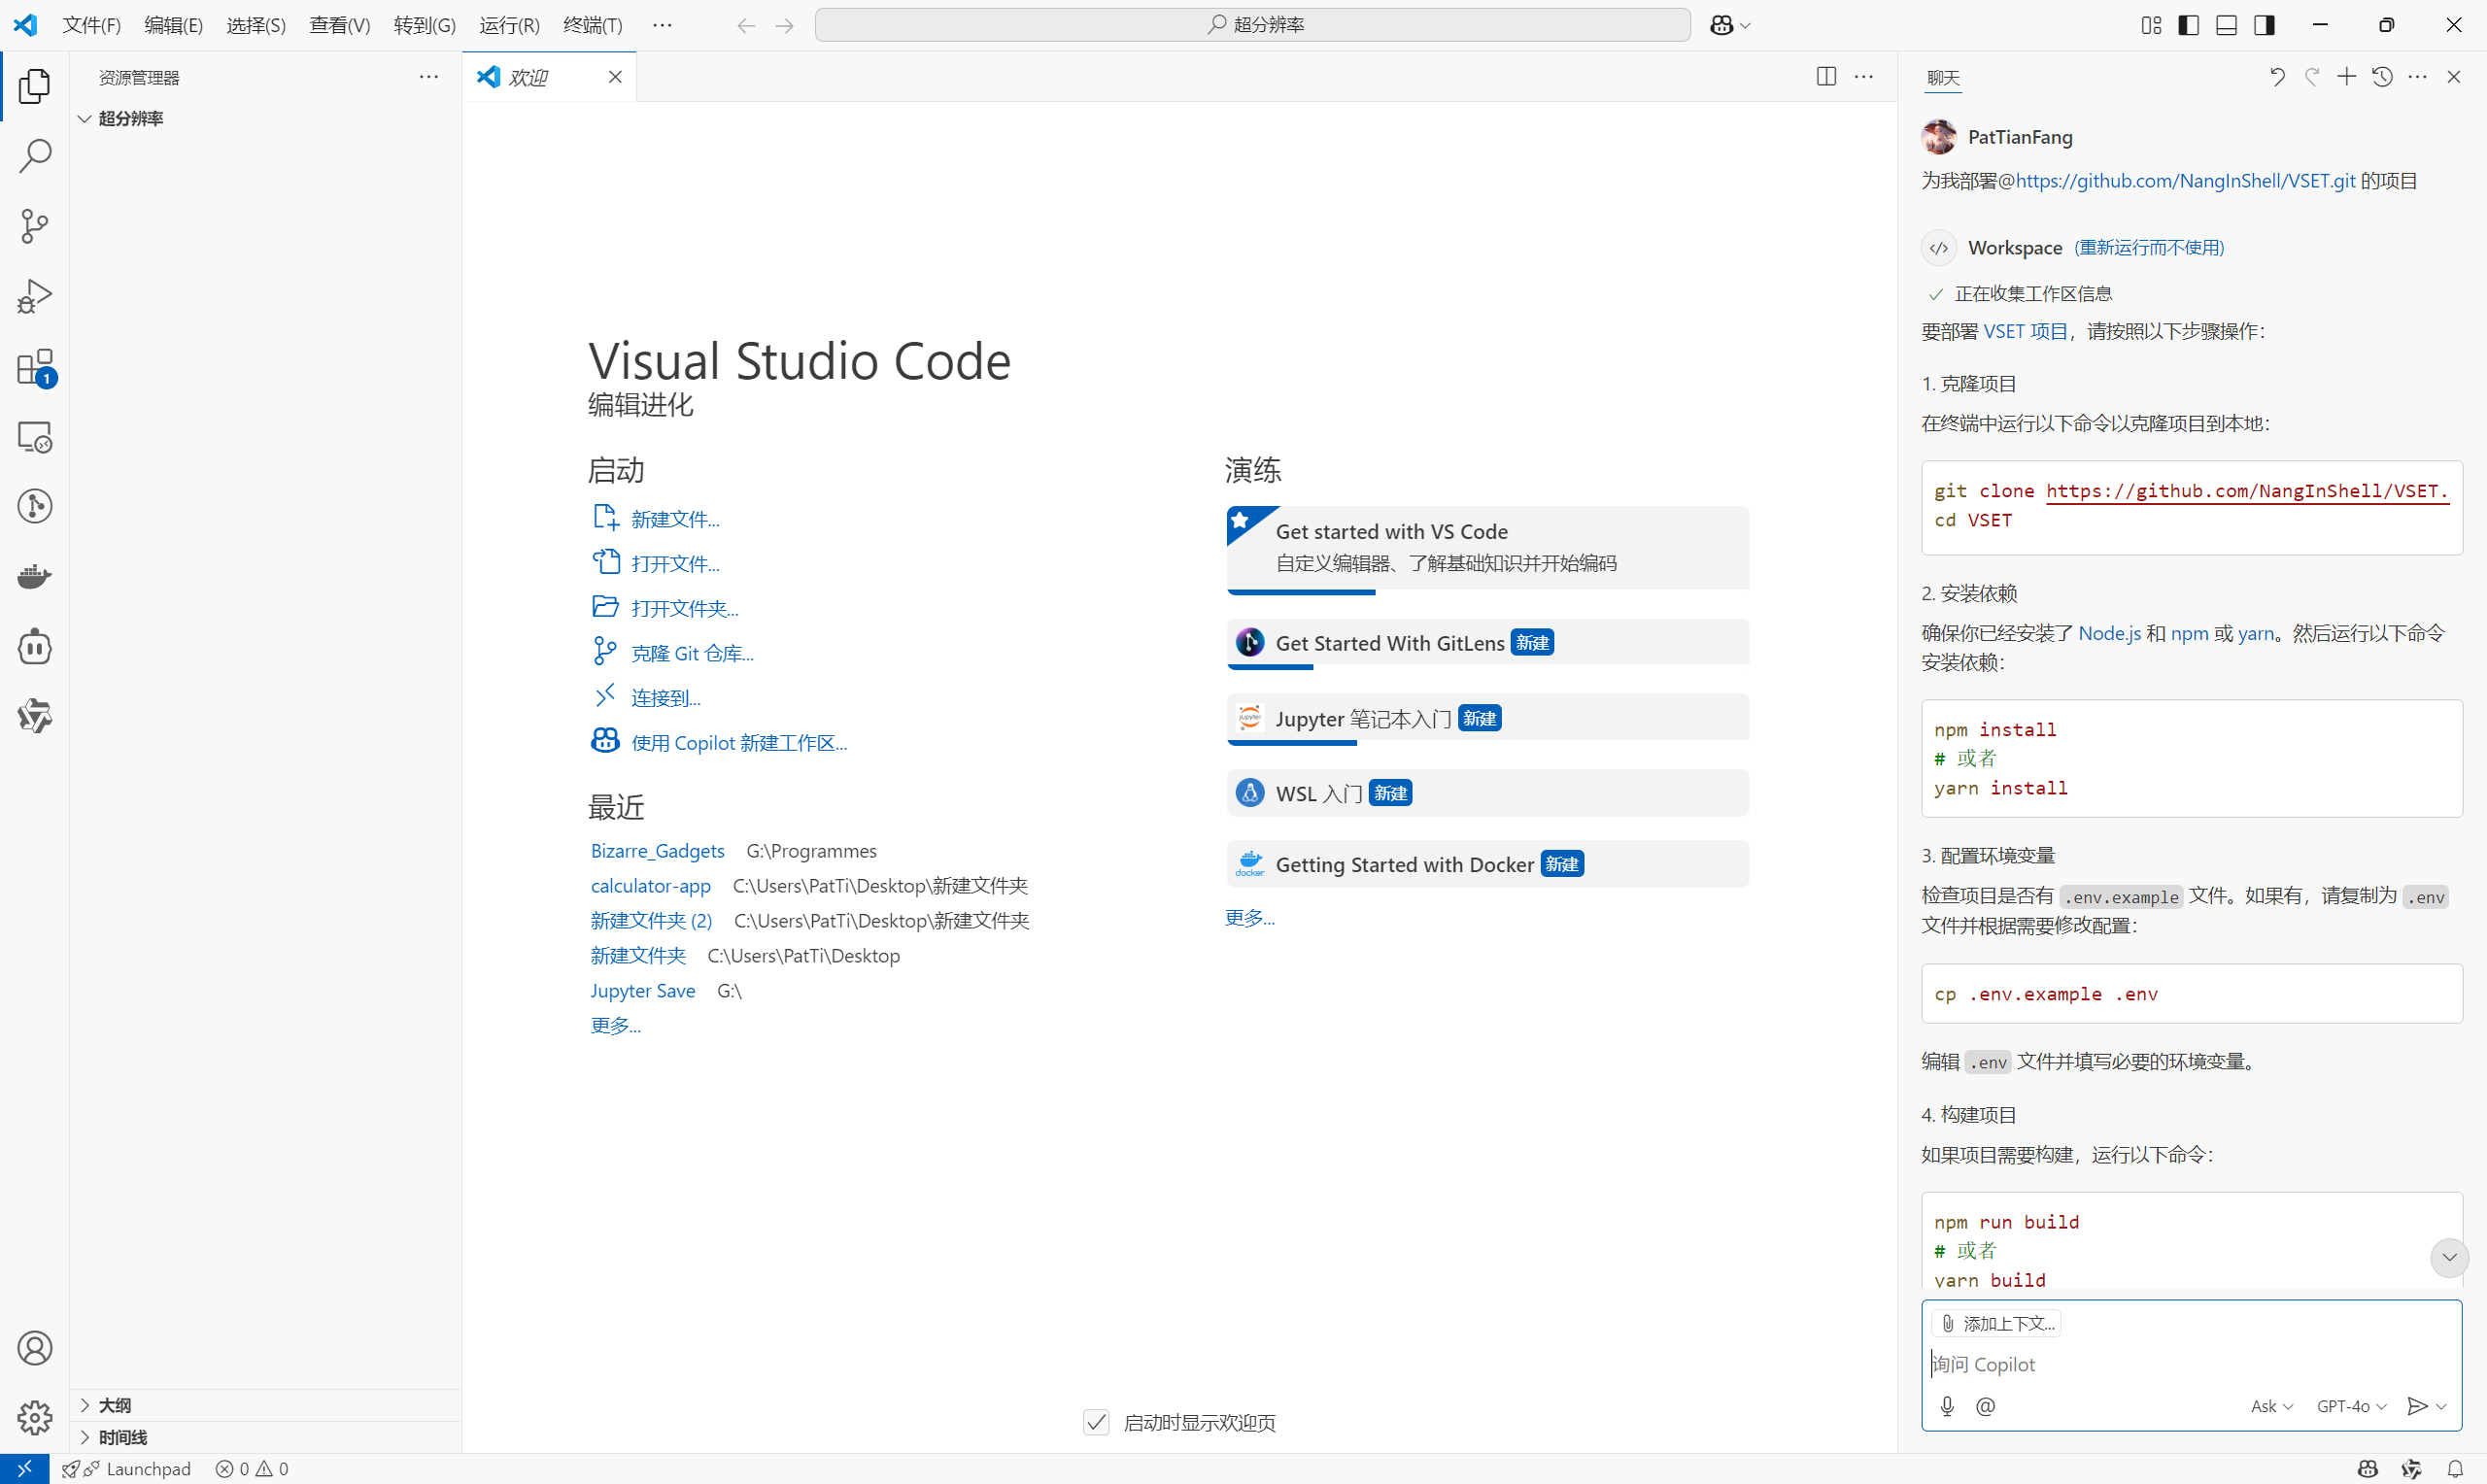 文件(F) 编辑(E) 选择(S) 查看(V) 转到(G) 运行(R) 终端(T) ···
超分辨率
资源管理器
超分辨率
大纲
时间线
欢迎
Visual Studio Code
编辑进化
启动
新建文件...
打开文件...
打开文件夹...
克隆 Git 仓库...
连接到...
使用 Copilot 新建工作区...
最近
Bizarre_Gadgets G:\Programmes
calculator-app C:\Users\PatTi\Desktop\新建文件夹
新建文件夹 (2) C:\Users\PatTi\Desktop\新建文件夹
新建文件夹 C:\Users\PatTi\Desktop
Jupyter Save G:\
更多...
演练
Get started with VS Code
自定义编辑器、了解基础知识并开始编码
Get Started With GitLens 新建
Jupyter 笔记本入门 新建
WSL 入门 新建
Getting Started with Docker 新建
更多...
启动时显示欢迎页
聊天
PatTianFang
为我部署@https://github.com/NangInShell/VSET.git 的项目
Workspace (重新运行而不使用)
正在收集工作区信息
要部署 VSET 项目，请按照以下步骤操作：
1. 克隆项目
在终端中运行以下命令以克隆项目到本地：
git clone https://github.com/NangInShell/VSET.
cd VSET
2. 安装依赖
确保你已经安装了 Node.js 和 npm 或 yarn。然后运行以下命令
安装依赖：
npm install
# 或者
yarn install
3. 配置环境变量
检查项目是否有 .env.example 文件。如果有，请复制为 .env
文件并根据需要修改配置：
cp .env.example .env
编辑 .env 文件并填写必要的环境变量。
4. 构建项目
如果项目需要构建，运行以下命令：
npm run build
# 或者
yarn build
添加上下文...
询问 Copilot
@ Ask GPT-4o
Launchpad 0 0
1